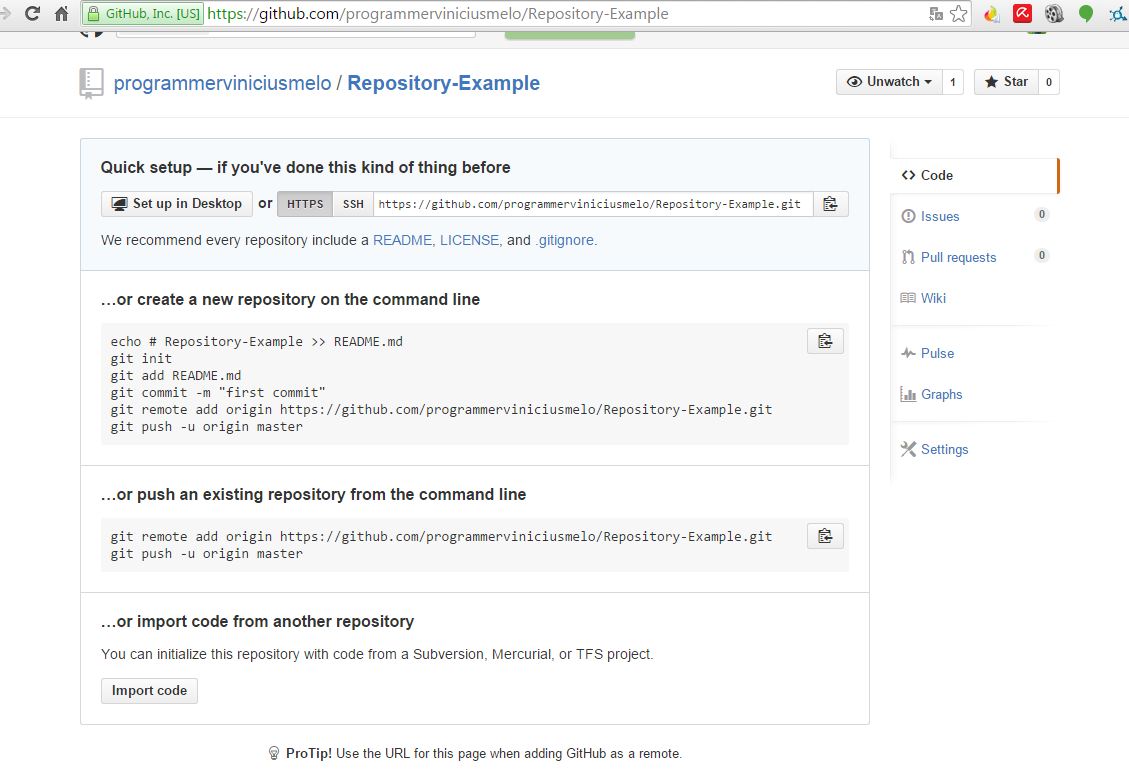 GitHub, Inc. [US] https://github.com/programmerviniciusmelo/Repository-Example
programmerviniciusmelo / Repository-Example
Unwatch 1 Star 0
Quick setup — if you've done this kind of thing before
Set up in Desktop or HTTPS SSH https://github.com/programmerviniciusmelo/Repository-Example.git
We recommend every repository include a README, LICENSE, and .gitignore.
…or create a new repository on the command line
echo # Repository-Example >> README.md
git init
git add README.md
git commit -m "first commit"
git remote add origin https://github.com/programmerviniciusmelo/Repository-Example.git
git push -u origin master
…or push an existing repository from the command line
git remote add origin https://github.com/programmerviniciusmelo/Repository-Example.git
git push -u origin master
…or import code from another repository
You can initialize this repository with code from a Subversion, Mercurial, or TFS project.
Import code
ProTip! Use the URL for this page when adding GitHub as a remote.
Code
Issues 0
Pull requests 0
Wiki
Pulse
Graphs
Settings